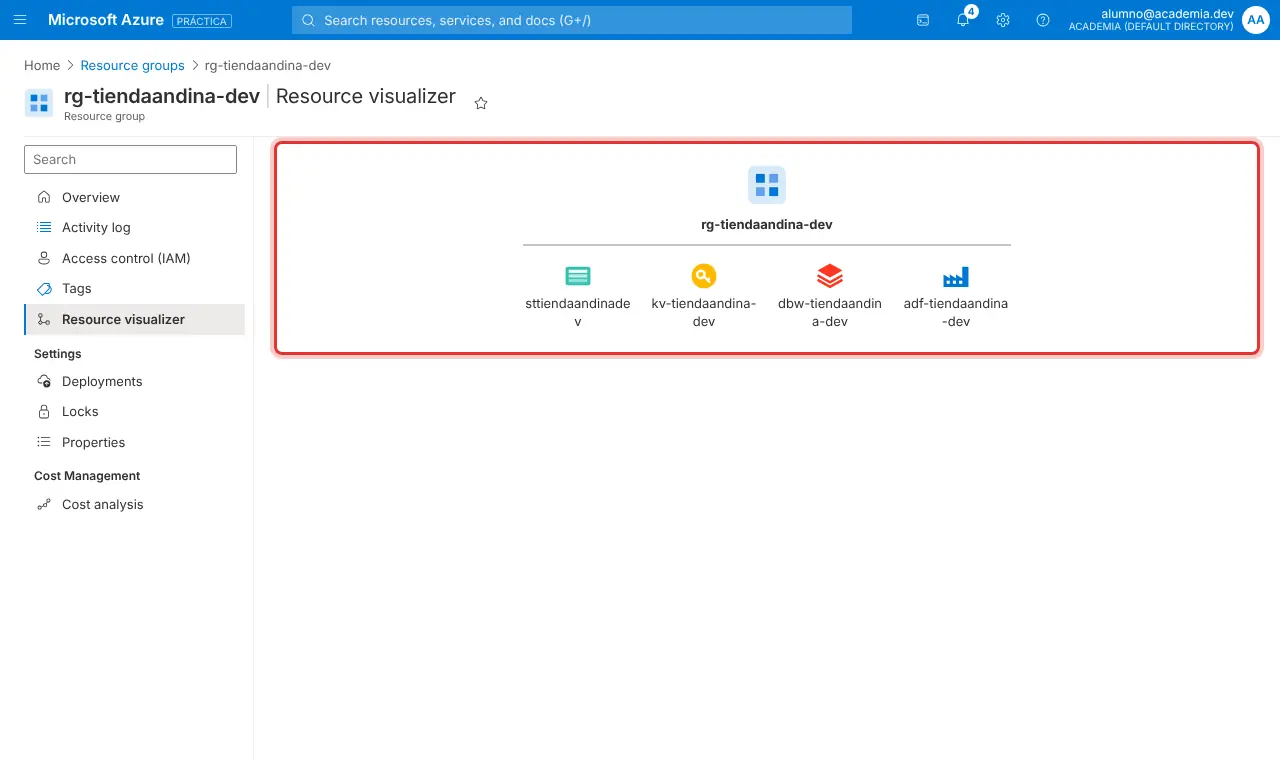 Microsoft Azure PRÁCTICA
Search resources, services, and docs (G+/)
4
alumno@academia.dev
ACADEMIA (DEFAULT DIRECTORY)
AA
Home > Resource groups > rg-tiendaandina-dev
rg-tiendaandina-dev | Resource visualizer
Resource group
Search
Overview
Activity log
Access control (IAM)
Tags
Resource visualizer
Settings
Deployments
Locks
Properties
Cost Management
Cost analysis
rg-tiendaandina-dev
sttiendaandinade
v
kv-tiendaandina-
dev
dbw-tiendaandin
a-dev
adf-tiendaandina
-dev